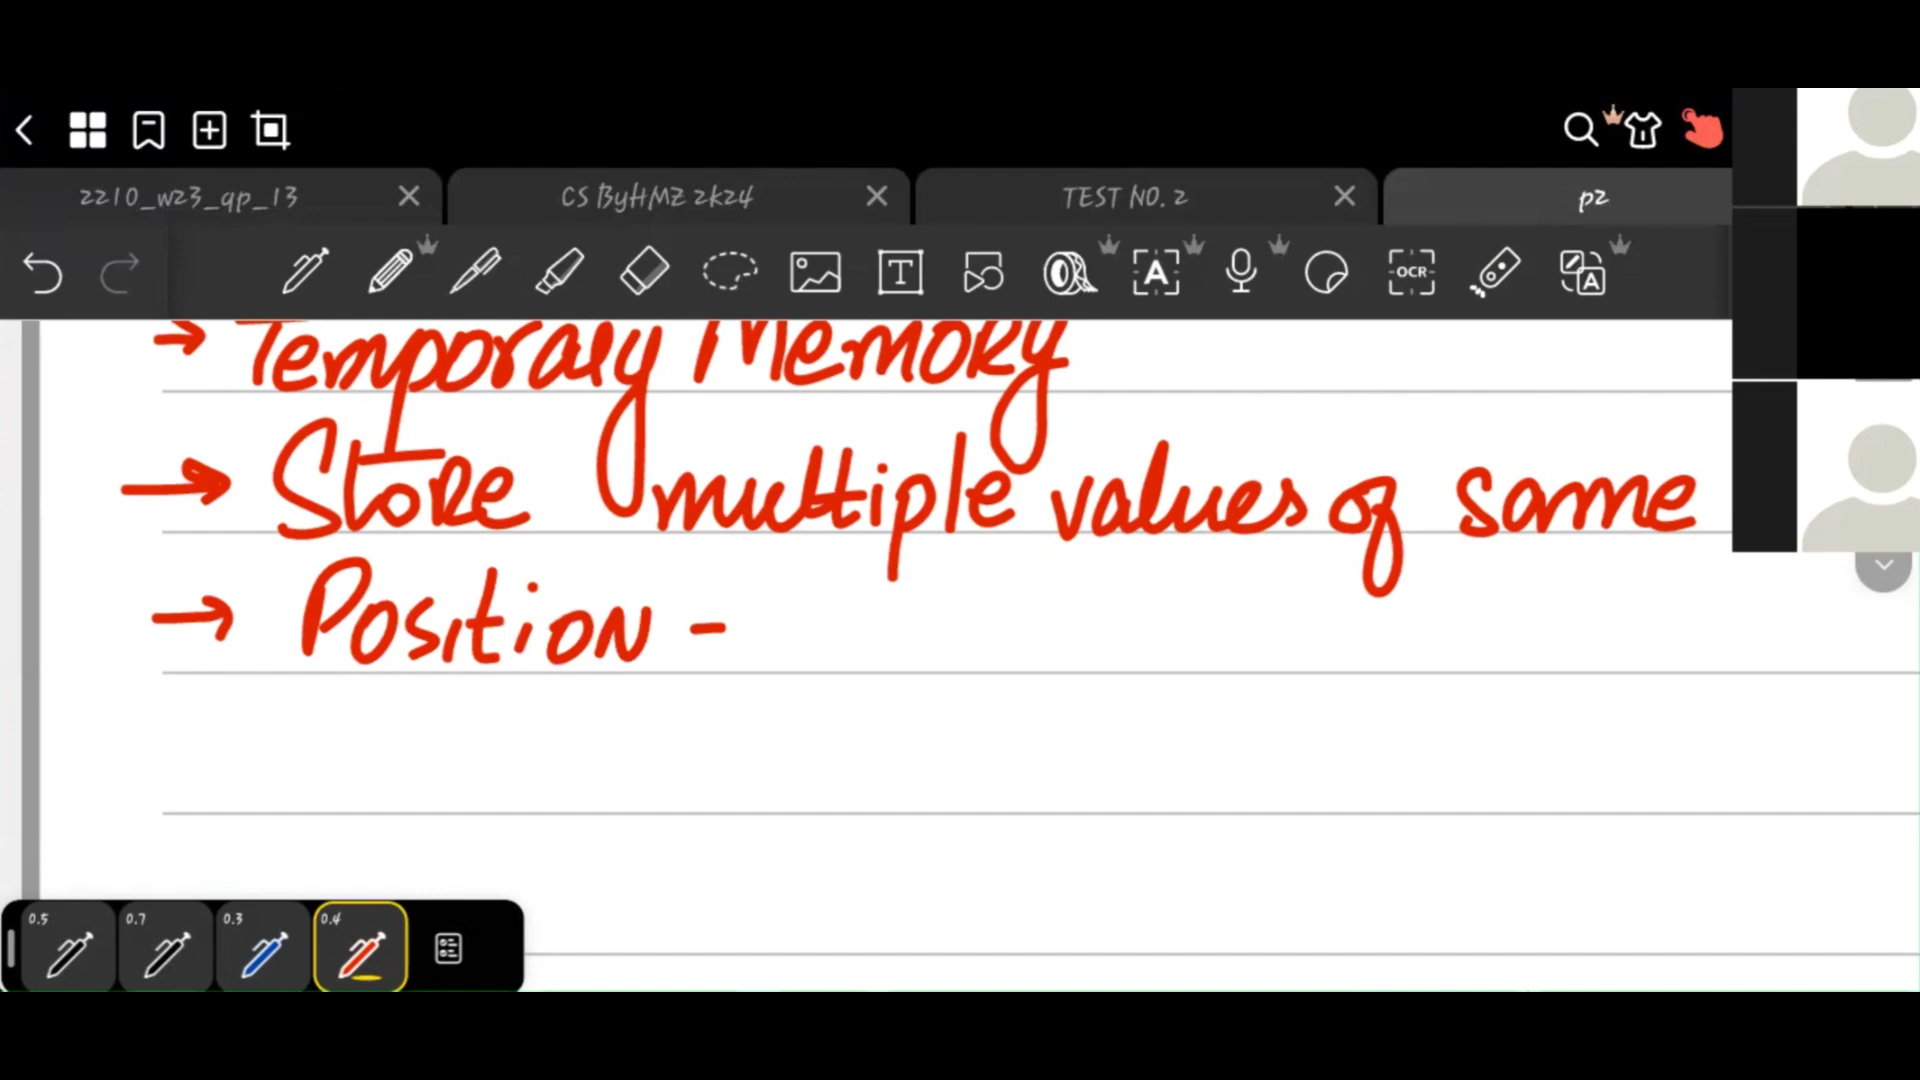 2210_w23_qp_13
CS ByHMZ 2k24
TEST NO. 2
p2
T
A
OCR
A
→ Temporary Memory
→ Store multiple values of same
→ Position -
0.5
0.7
0.3
0.4